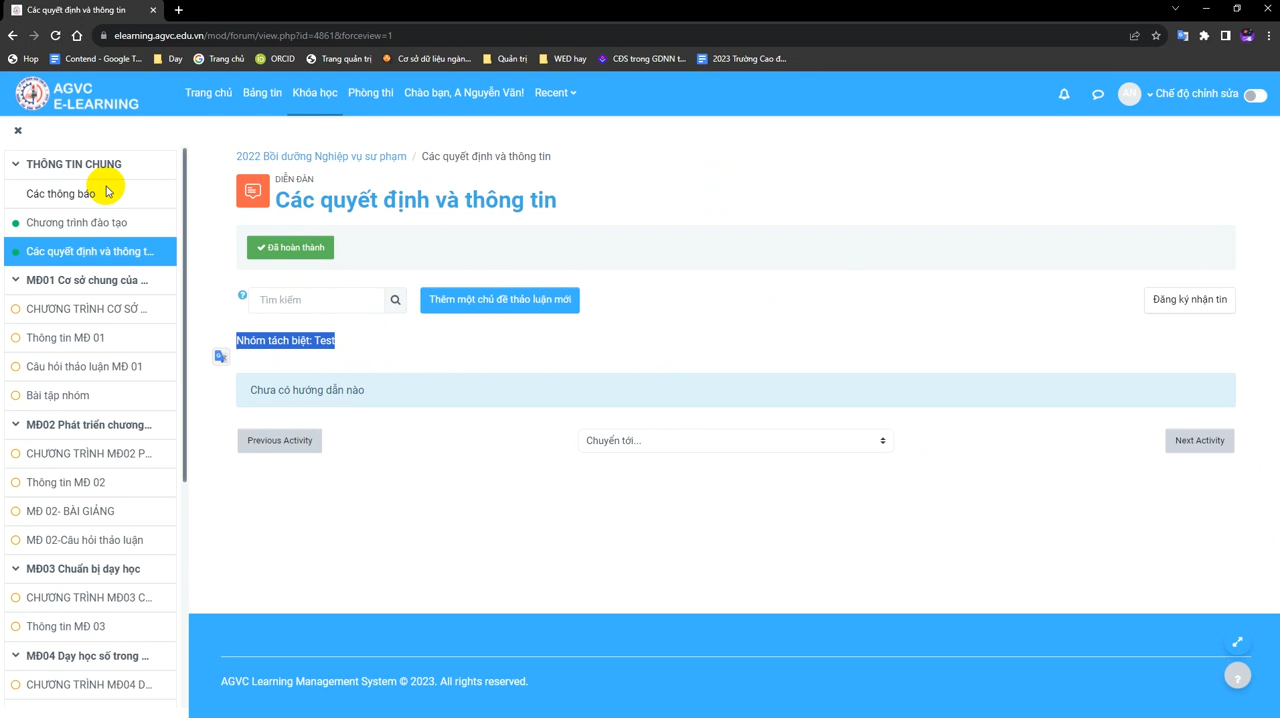 Các quyết định và thông tin
elearning.agvc.edu.vn/mod/forum/view.php?id=4861&forceview=1
Hop
Contend - Google T...
Day
Trang chủ
ORCID
Trang quản trị
Cơ sở dữ liệu ngàn...
Quản trị
WED hay
CĐS trong GDNN t...
2023 Trường Cao đ...
AGVC
E-LEARNING
Trang chủ
Bảng tin
Khóa học
Phòng thi
Chào bạn, A Nguyễn Văn!
Recent
AN
Chế độ chỉnh sửa
THÔNG TIN CHUNG
Các thông báo
Chương trình đào tạo
Các quyết định và thông t...
MĐ01 Cơ sở chung của ...
CHƯƠNG TRÌNH CƠ SỞ ...
Thông tin MĐ 01
Câu hỏi thảo luận MĐ 01
Bài tập nhóm
MĐ02 Phát triển chương...
CHƯƠNG TRÌNH MĐ02 P...
Thông tin MĐ 02
MĐ 02- BÀI GIẢNG
MĐ 02-Câu hỏi thảo luận
MĐ03 Chuẩn bị dạy học
CHƯƠNG TRÌNH MĐ03 C...
Thông tin MĐ 03
MĐ04 Dạy học số trong ...
CHƯƠNG TRÌNH MĐ04 D...
2022 Bồi dưỡng Nghiệp vụ sư phạm / Các quyết định và thông tin
DIỄN ĐÀN
Các quyết định và thông tin
Đã hoàn thành
Tìm kiếm
Thêm một chủ đề thảo luận mới
Đăng ký nhận tin
Nhóm tách biệt: Test
Chưa có hướng dẫn nào
Previous Activity
Chuyển tới...
Next Activity
AGVC Learning Management System © 2023. All rights reserved.
?